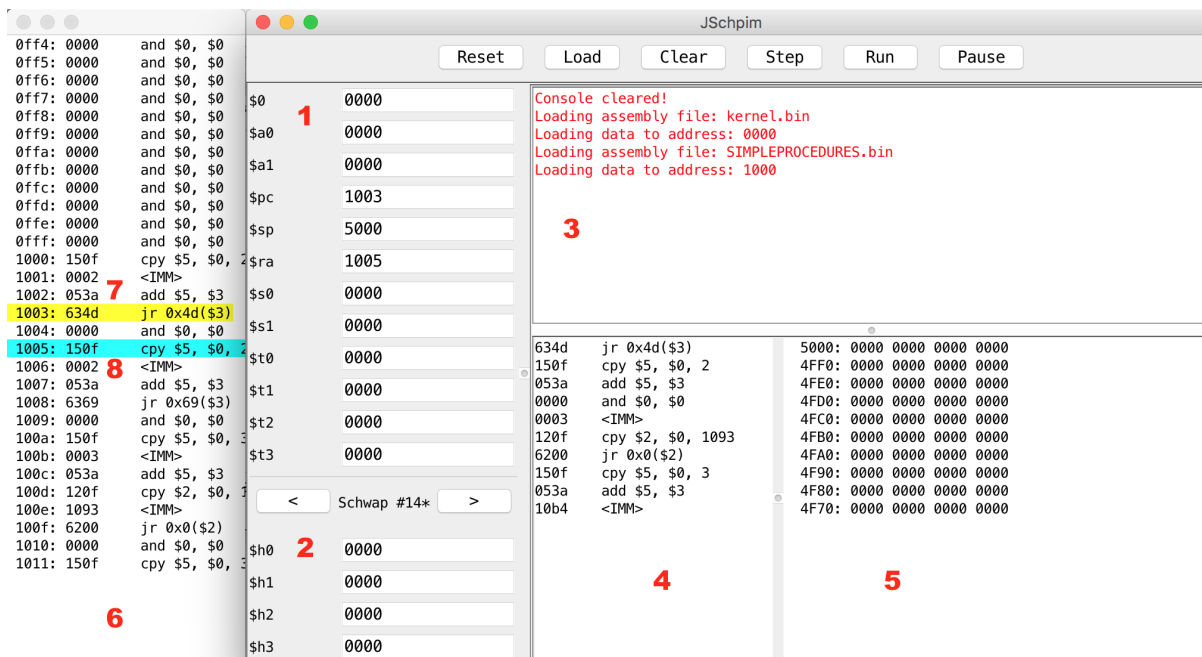 JSchpim
Reset Load Clear Step Run Pause
0ff4: 0000 and $0, $0
0ff5: 0000 and $0, $0
0ff6: 0000 and $0, $0
0ff7: 0000 and $0, $0
0ff8: 0000 and $0, $0
0ff9: 0000 and $0, $0
0ffa: 0000 and $0, $0
0ffb: 0000 and $0, $0
0ffc: 0000 and $0, $0
0ffd: 0000 and $0, $0
0ffe: 0000 and $0, $0
0fff: 0000 and $0, $0
1000: 150f cpy $5, $0, 2
1001: 0002 <IMM>
7
1002: 053a add $5, $3
1003: 634d jr 0x4d($3)
1004: 0000 and $0, $0
1005: 150f cpy $5, $0, 2
1006: 0002 <IMM>
8
1007: 053a add $5, $3
1008: 6369 jr 0x69($3)
1009: 0000 and $0, $0
100a: 150f cpy $5, $0, 3
100b: 0003 <IMM>
100c: 053a add $5, $3
100d: 120f cpy $2, $0,
100e: 1093 <IMM>
100f: 6200 jr 0x0($2)
1010: 0000 and $0, $0
1011: 150f cpy $5, $0, 3
6
$0 0000
1
$a0 0000
$a1 0000
$pc 1003
$sp 5000
$ra 1005
$s0 0000
$s1 0000
$t0 0000
$t1 0000
$t2 0000
$t3 0000
< Schwap #14* >
$h0 0000
2
$h1 0000
$h2 0000
$h3 0000
Console cleared!
Loading assembly file: kernel.bin
Loading data to address: 0000
Loading assembly file: SIMPLEPROCEDURES.bin
Loading data to address: 1000
3
634d jr 0x4d($3)
150f cpy $5, $0, 2
053a add $5, $3
0000 and $0, $0
0003 <IMM>
120f cpy $2, $0, 1093
6200 jr 0x0($2)
150f cpy $5, $0, 3
053a add $5, $3
10b4 <IMM>
4
5000: 0000 0000 0000 0000
4FF0: 0000 0000 0000 0000
4FE0: 0000 0000 0000 0000
4FD0: 0000 0000 0000 0000
4FC0: 0000 0000 0000 0000
4FB0: 0000 0000 0000 0000
4FA0: 0000 0000 0000 0000
4F90: 0000 0000 0000 0000
4F80: 0000 0000 0000 0000
4F70: 0000 0000 0000 0000
5